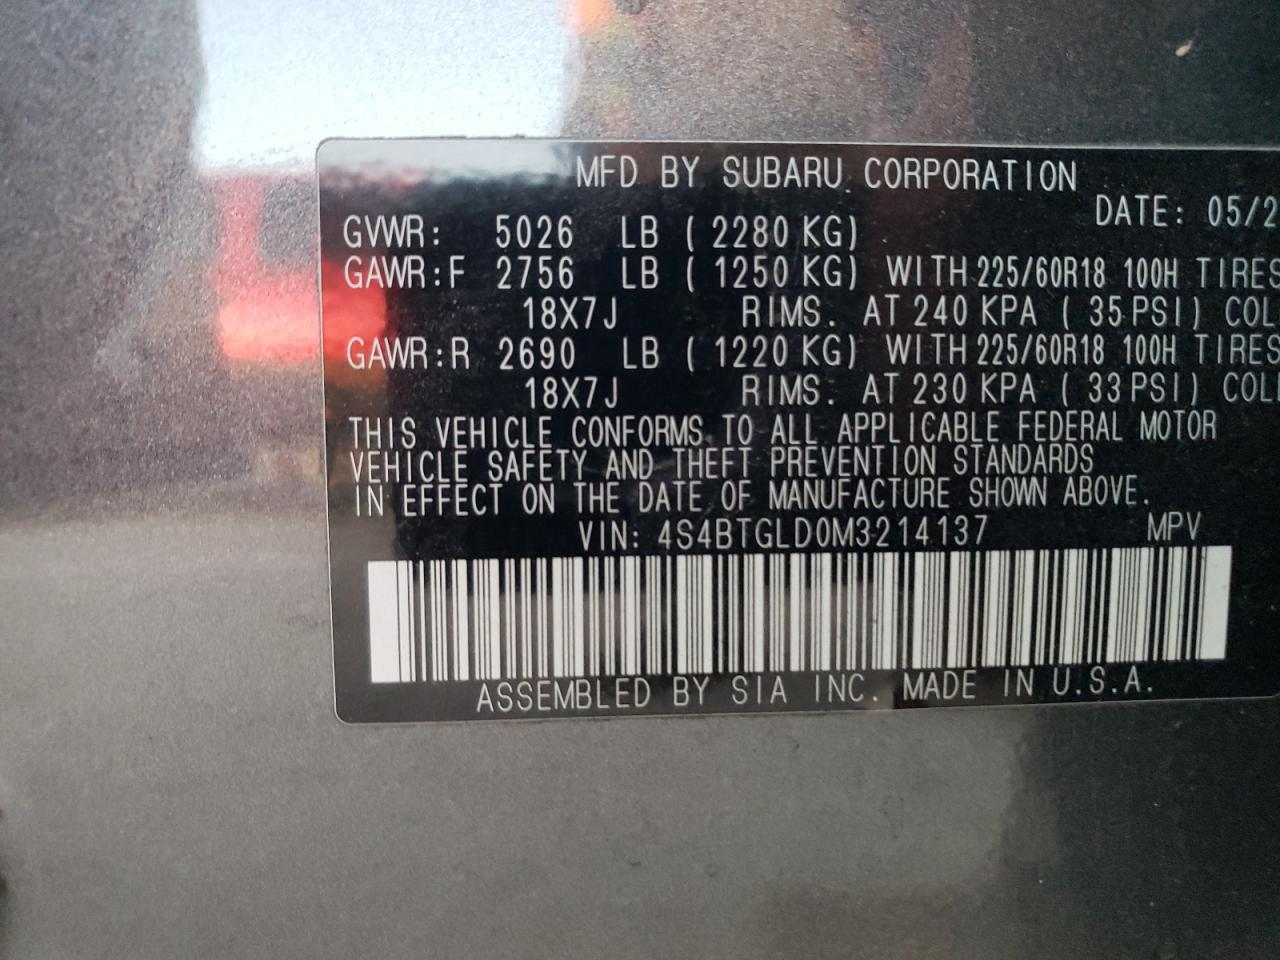 MFD BY SUBARU CORPORATION
DATE: 05/2
GVWR: 5026 LB ( 2280 KG)
GAWR:F 2756 LB ( 1250 KG) WITH 225/60R18 100H TIRES
18X7J RIMS. AT 240 KPA ( 35 PSI) COL
GAWR:R 2690 LB ( 1220 KG) WITH 225/60R18 100H TIRES
18X7J RIMS. AT 230 KPA ( 33 PSI) COL
THIS VEHICLE CONFORMS TO ALL APPLICABLE FEDERAL MOTOR
VEHICLE SAFETY AND THEFT PREVENTION STANDARDS
IN EFFECT ON THE DATE OF MANUFACTURE SHOWN ABOVE.
VIN: 4S4BTGLD0M3214137 MPV
ASSEMBLED BY SIA INC. MADE IN U.S.A.